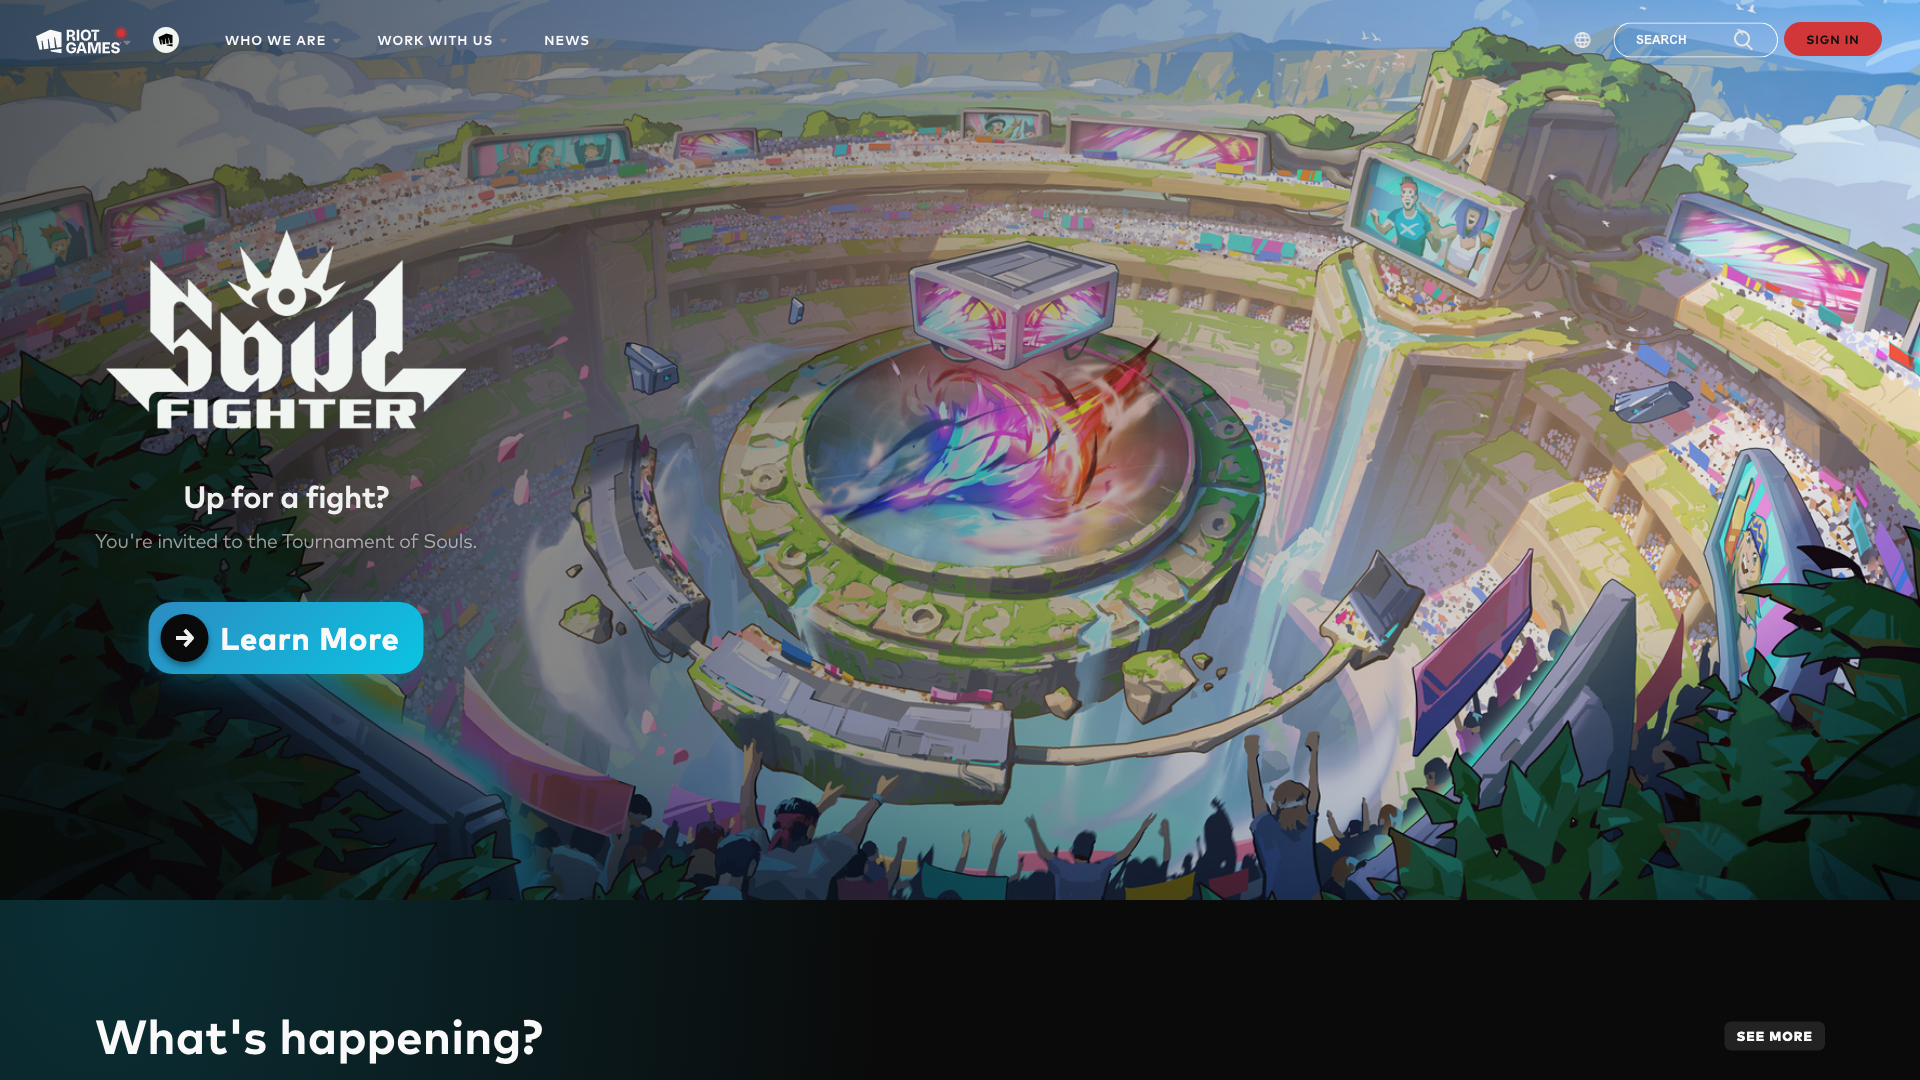 RIOT
GAMES
WHO WE ARE
WORK WITH US
NEWS
SEARCH
SIGN IN
SOUL
FIGHTER
Up for a fight?
You're invited to the Tournament of Souls.
Learn More
What's happening?
SEE MORE